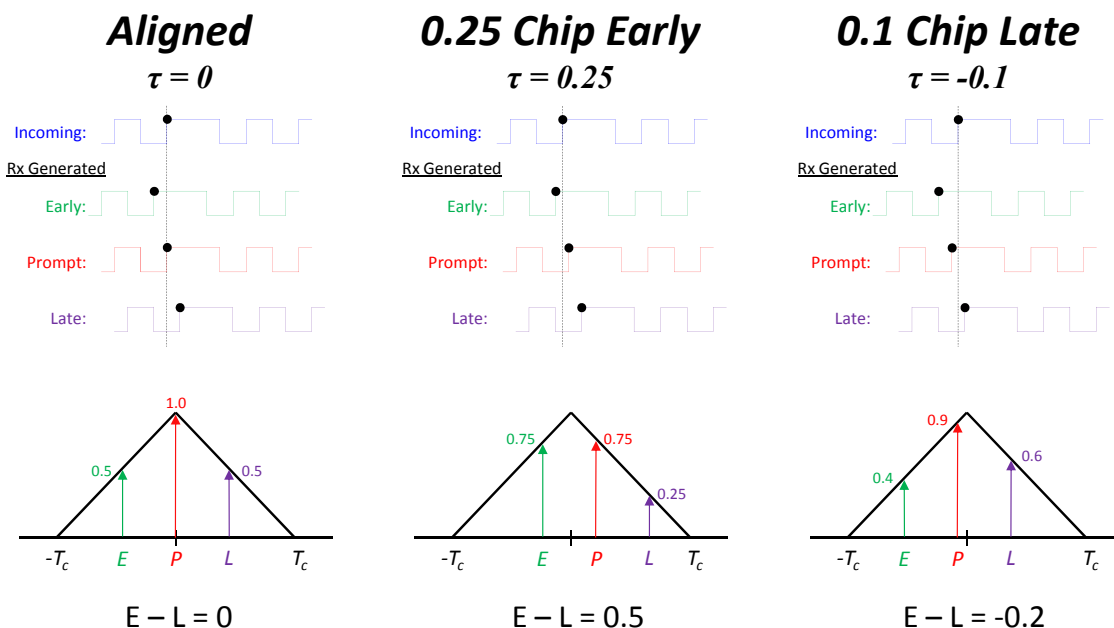 Aligned
τ = 0
Incoming:
Rx Generated
Early:
Prompt:
Late:
1.0
0.5
0.5
-Tc
E
P
L
Tc
E – L = 0
0.25 Chip Early
τ = 0.25
Incoming:
Rx Generated
Early:
Prompt:
Late:
0.75
0.75
0.25
-Tc
E
P
L
Tc
E – L = 0.5
0.1 Chip Late
τ = -0.1
Incoming:
Rx Generated
Early:
Prompt:
Late:
0.9
0.6
0.4
-Tc
E
P
L
Tc
E – L = -0.2